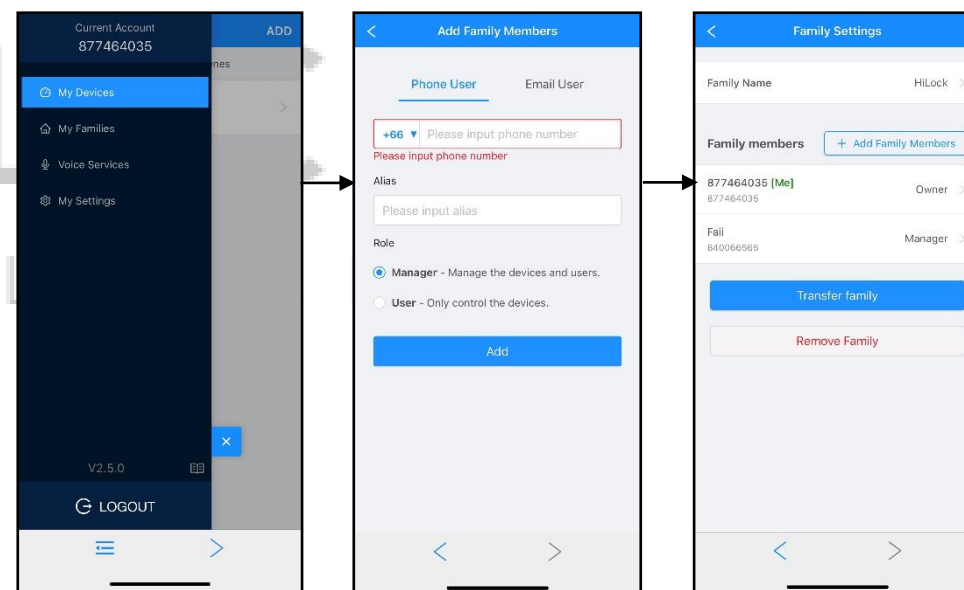 Current Account
877464035
ADD
nes
My Devices
My Families
Voice Services
My Settings
V2.5.0
LOGOUT
Add Family Members
Phone User
Email User
+66 ▼ Please input phone number
Please input phone number
Alias
Please input alias
Role
Manager - Manage the devices and users.
User - Only control the devices.
Add
Family Settings
Family Name HiLock
Family members + Add Family Members
877464035 [Me] Owner
877464035
Faii Manager
840066565
Transfer family
Remove Family